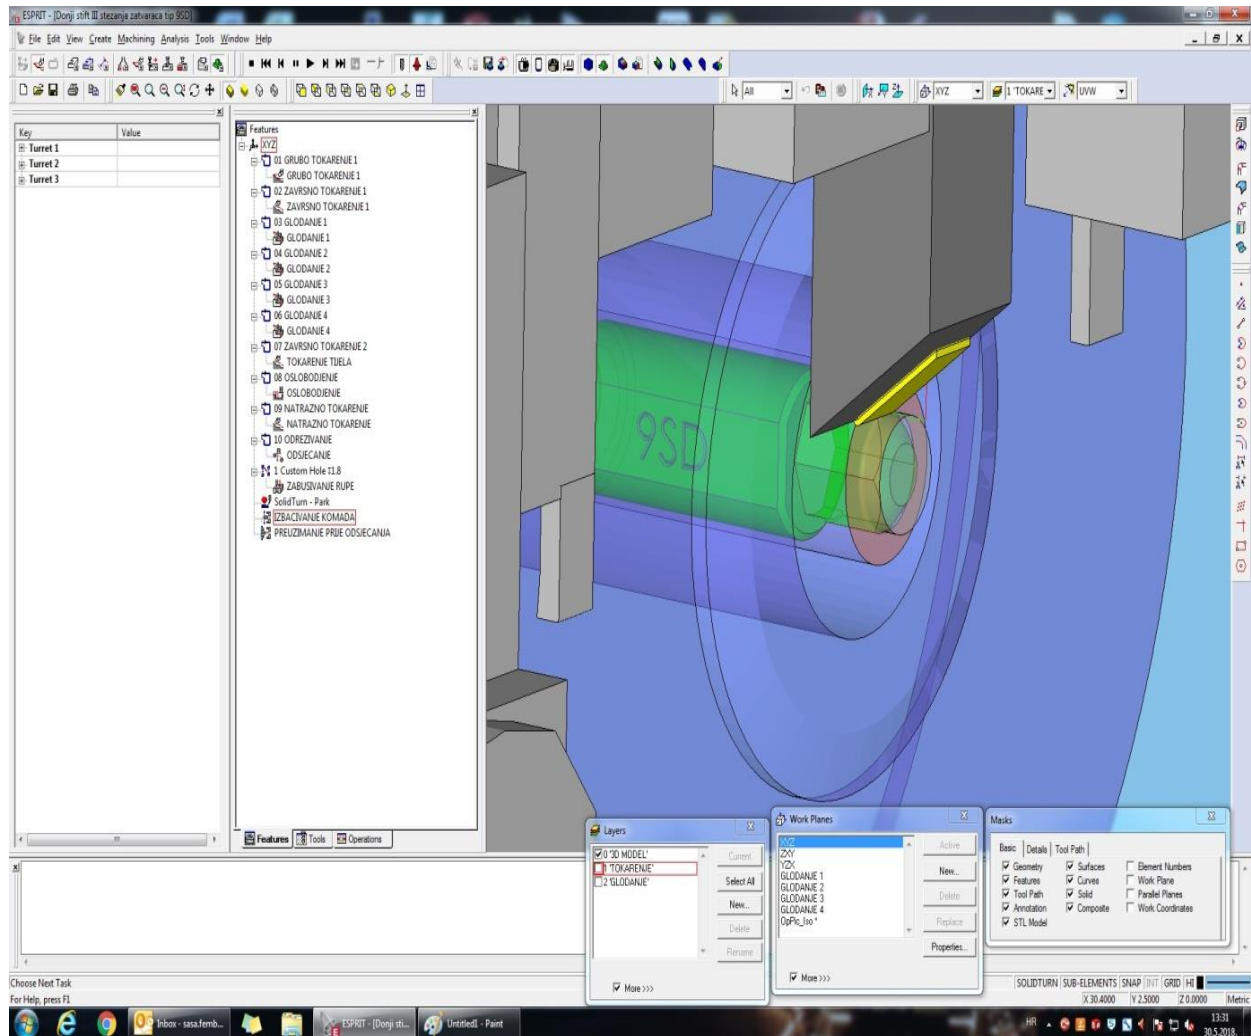 ESPRIT - [Donji stift III stezanja zatvaraca tip 9SD]
File Edit View Create Machining Analysis Tools Window Help
All
XYZ
1 'TOKARE
UVW
Key Value
Turret 1
Turret 2
Turret 3
Features
XYZ
01 GRUBO TOKARENJE 1
GRUBO TOKARENJE 1
02 ZAVRSNO TOKARENJE 1
ZAVRSNO TOKARENJE 1
03 GLODANJE 1
GLODANJE 1
04 GLODANJE 2
GLODANJE 2
05 GLODANJE 3
GLODANJE 3
06 GLODANJE 4
GLODANJE 4
07 ZAVRSNO TOKARENJE 2
TOKARENJE TIJELA
08 OSLOBODJENJE
OSLOBODJENJE
09 NATRAZNO TOKARENJE
NATRAZNO TOKARENJE
10 ODREZIVANJE
ODSJECANJE
1 Custom Hole
ZABUSIVANJE RUPE
SolidTurn - Park
IZBACIVANJE KOMADA
PREUZIMANJE PRIJE ODSJECANJA
9SD
Features Tools Operations
Layers
0 '3D MODEL'
1 'TOKARENJE'
2 'GLODANJE'
Current
Select All
New...
Delete
Rename
More >>>
Work Planes
XYZ
ZXY
YZX
GLODANJE 1
GLODANJE 2
GLODANJE 3
GLODANJE 4
OpPic_Iso *
Active
New...
Delete
Replace
Properties...
More >>>
Masks
Basic Details Tool Path
Geometry Surfaces Element Numbers
Features Curves Work Plane
Tool Path Solid Parallel Planes
Annotation Composite Work Coordinates
STL Model
Choose Next Task
SOLIDTURN SUB-ELEMENTS SNAP INT GRID HI
For Help, press F1
X 30.4000 Y 2.5000 Z 0.0000 Metric
Inbox - sasa.femb...
ESPRIT - [Donji sti...
Untitled1 - Paint
HR
13:31
30.5.2018.